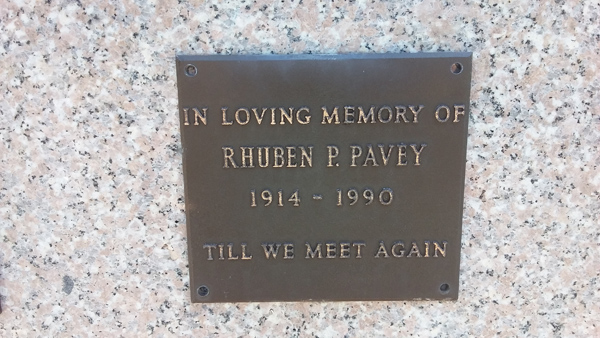 IN LOVING MEMORY OF
RHUBEN P. PAVEY
1914 - 1990
TILL WE MEET AGAIN